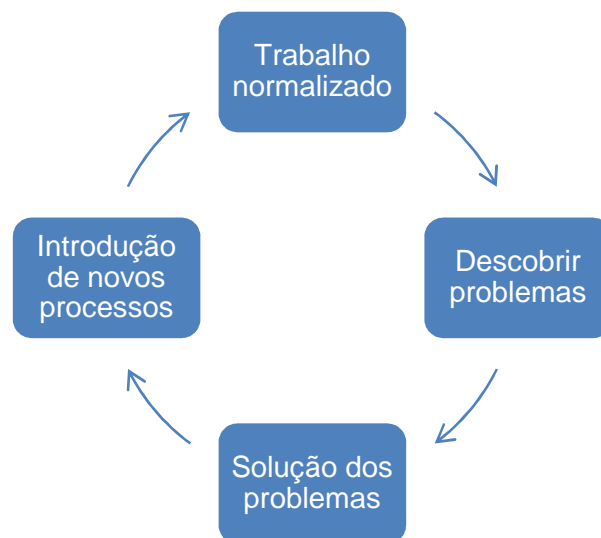 Trabalho
normalizado
Descobrir
problemas
Solução dos
problemas
Introdução
de novos
processos